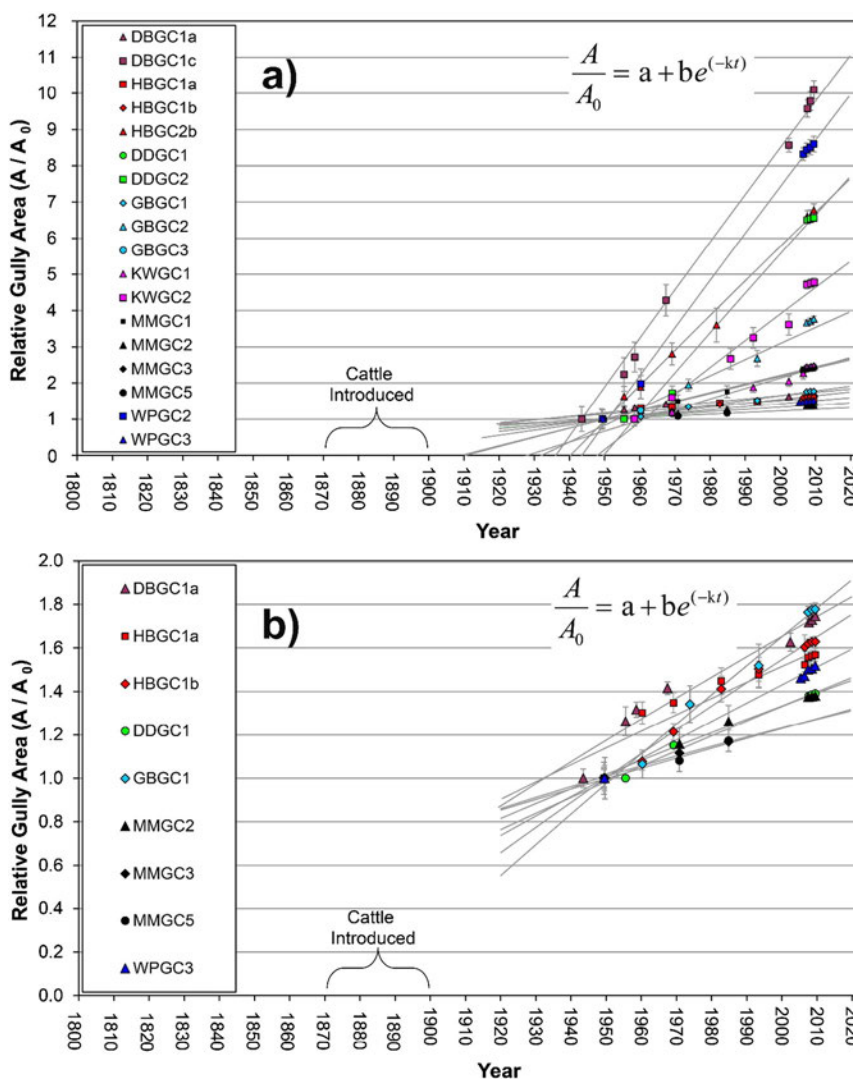 a)
A/A₀ = a + be^(-kt)
Relative Gully Area (A / A₀)
12
11
10
9
8
7
6
5
4
3
2
1
0
DBGC1a
DBGC1c
HBGC1a
HBGC1b
HBGC2b
DDGC1
DDGC2
GBGC1
GBGC2
GBGC3
KWGC1
KWGC2
MMGC1
MMGC2
MMGC3
MMGC5
WPGC2
WPGC3
Cattle
Introduced
1800 1810 1820 1830 1840 1850 1860 1870 1880 1890 1900 1910 1920 1930 1940 1950 1960 1970 1980 1990 2000 2010 2020
Year
b)
A/A₀ = a + be^(-kt)
Relative Gully Area (A / A₀)
2.0
1.8
1.6
1.4
1.2
1.0
0.8
0.6
0.4
0.2
0.0
DBGC1a
HBGC1a
HBGC1b
DDGC1
GBGC1
MMGC2
MMGC3
MMGC5
WPGC3
Cattle
Introduced
1800 1810 1820 1830 1840 1850 1860 1870 1880 1890 1900 1910 1920 1930 1940 1950 1960 1970 1980 1990 2000 2010 2020
Year